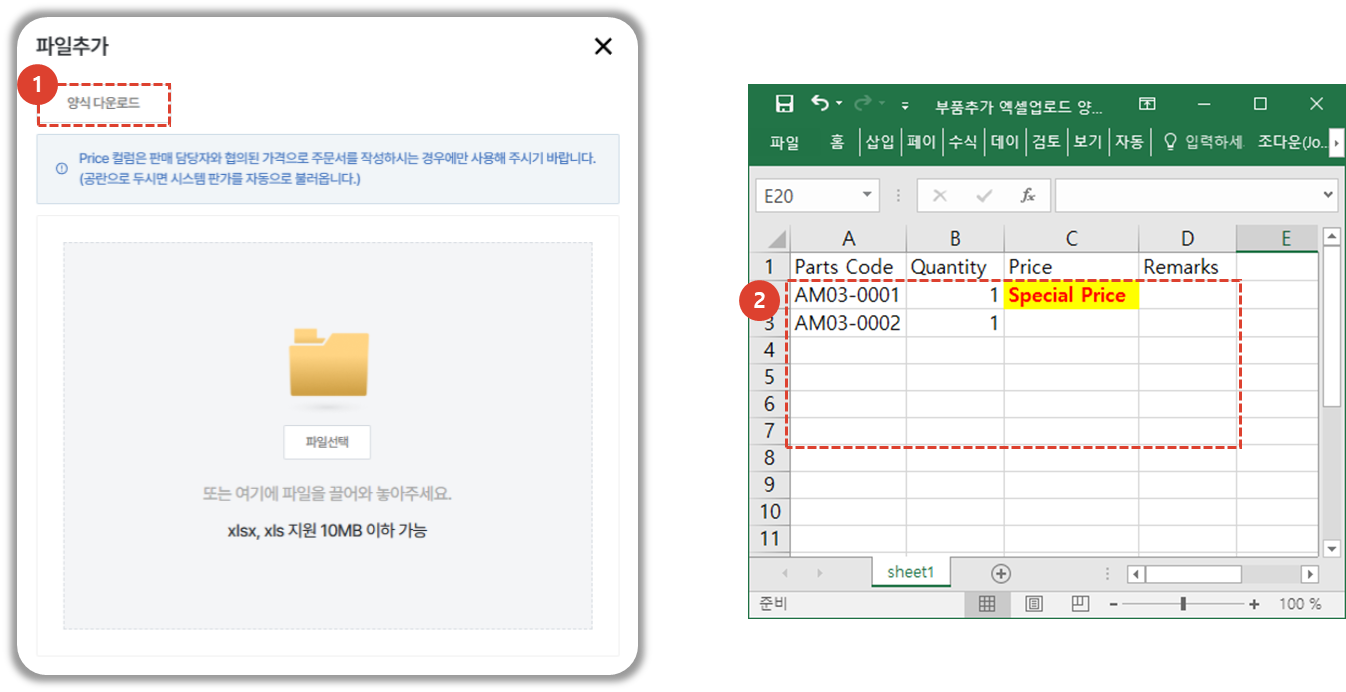 파일추가
1
양식 다운로드
Price 컬럼은 판매 담당자와 협의된 가격으로 주문서를 작성하시는 경우에만 사용해 주시기 바랍니다.
(공란으로 두시면 시스템 판가를 자동으로 불러옵니다.)
파일선택
또는 여기에 파일을 끌어와 놓아주세요.
xlsx, xls 지원 10MB 이하 가능
부품추가 엑셀업로드 양...
파일 홈 삽입 페이 수식 데이 검토 보기 자동 입력하세 조다운(Jo...
E20 fx
A B C D E
1 Parts Code Quantity Price Remarks
2 AM03-0001 1 Special Price
3 AM03-0002 1
4
5
6
7
8
9
10
11
sheet1
준비 100 %